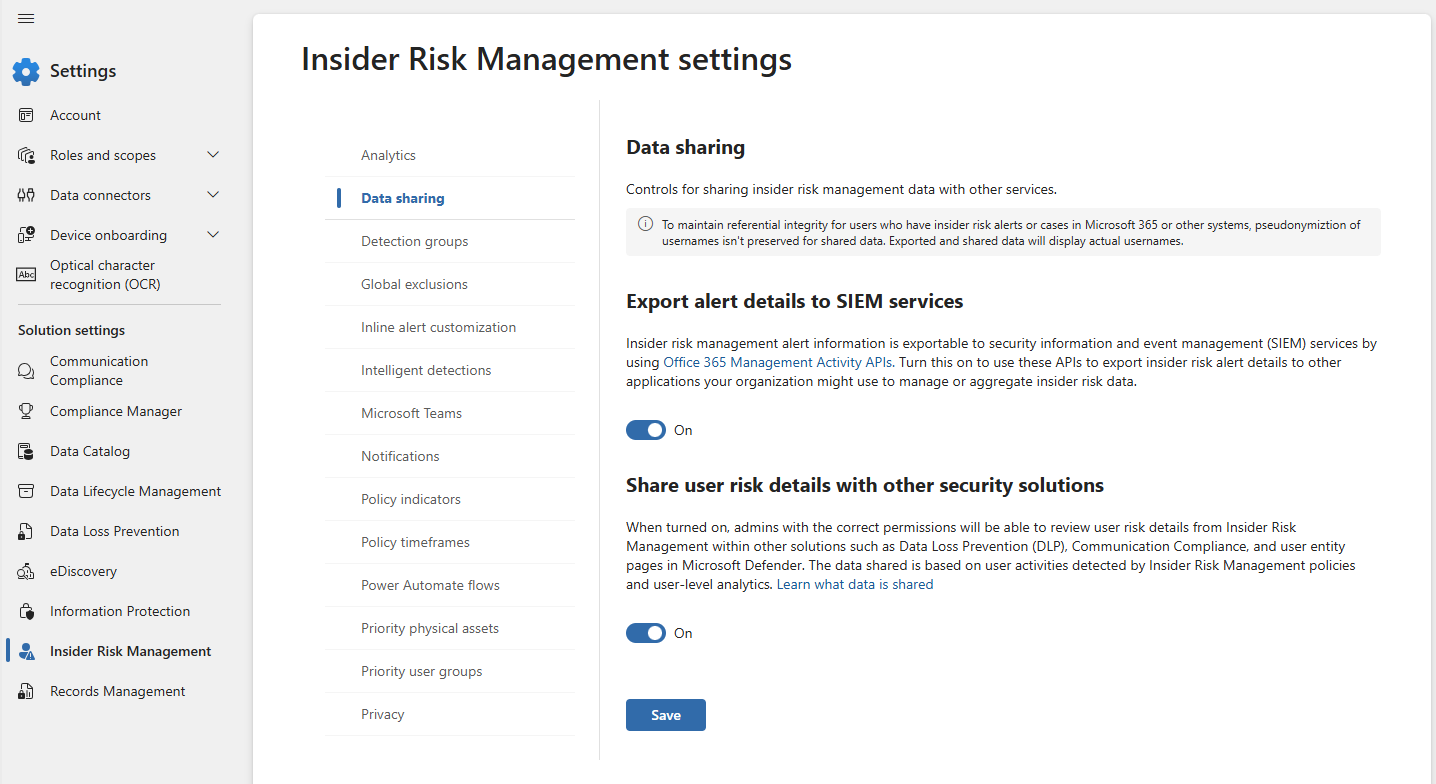 Settings
Account
Roles and scopes
Data connectors
Device onboarding
Abc
Optical character
recognition (OCR)
Solution settings
Communication
Compliance
Compliance Manager
Data Catalog
Data Lifecycle Management
Data Loss Prevention
eDiscovery
Information Protection
Insider Risk Management
Records Management
Insider Risk Management settings
Analytics
Data sharing
Detection groups
Global exclusions
Inline alert customization
Intelligent detections
Microsoft Teams
Notifications
Policy indicators
Policy timeframes
Power Automate flows
Priority physical assets
Priority user groups
Privacy
Data sharing
Controls for sharing insider risk management data with other services.
To maintain referential integrity for users who have insider risk alerts or cases in Microsoft 365 or other systems, pseudonymiztion of
usernames isn't preserved for shared data. Exported and shared data will display actual usernames.
Export alert details to SIEM services
Insider risk management alert information is exportable to security information and event management (SIEM) services by
using Office 365 Management Activity APIs. Turn this on to use these APIs to export insider risk alert details to other
applications your organization might use to manage or aggregate insider risk data.
On
Share user risk details with other security solutions
When turned on, admins with the correct permissions will be able to review user risk details from Insider Risk
Management within other solutions such as Data Loss Prevention (DLP), Communication Compliance, and user entity
pages in Microsoft Defender. The data shared is based on user activities detected by Insider Risk Management policies
and user-level analytics. Learn what data is shared
On
Save